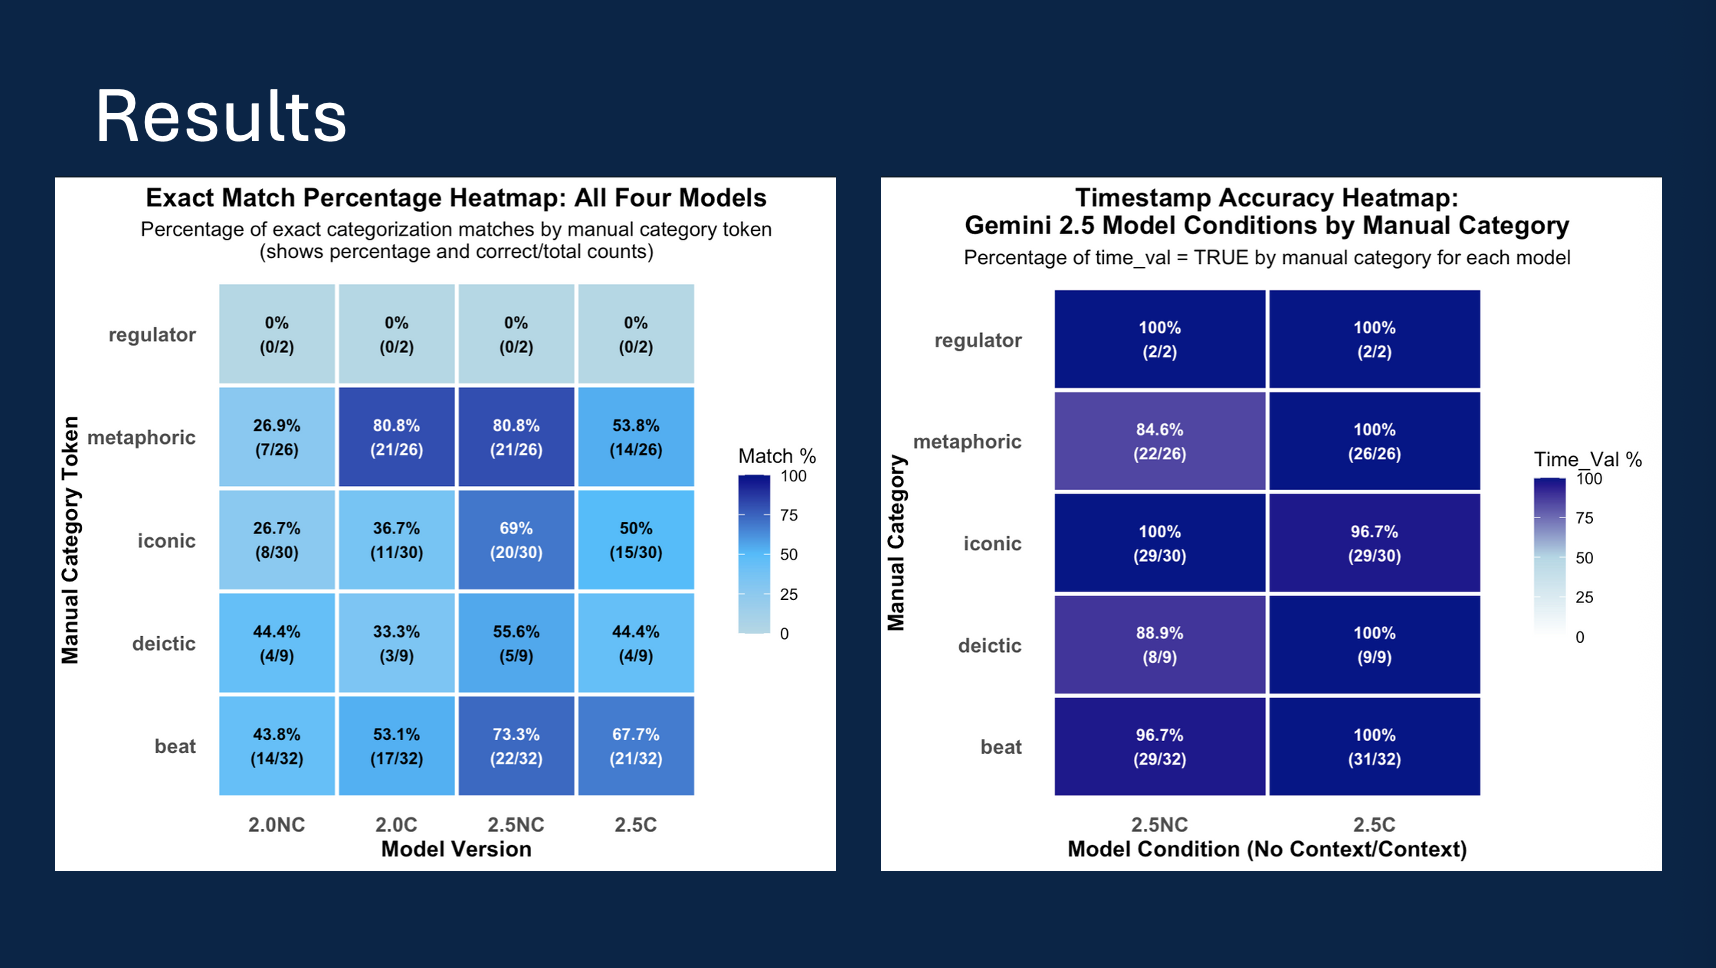 Results
Exact Match Percentage Heatmap: All Four Models
Percentage of exact categorization matches by manual category token
(shows percentage and correct/total counts)
Manual Category Token
regulator
0%
(0/2)
0%
(0/2)
0%
(0/2)
0%
(0/2)
metaphoric
26.9%
(7/26)
80.8%
(21/26)
80.8%
(21/26)
53.8%
(14/26)
iconic
26.7%
(8/30)
36.7%
(11/30)
69%
(20/30)
50%
(15/30)
deictic
44.4%
(4/9)
33.3%
(3/9)
55.6%
(5/9)
44.4%
(4/9)
beat
43.8%
(14/32)
53.1%
(17/32)
73.3%
(22/32)
67.7%
(21/32)
2.0NC
2.0C
2.5NC
2.5C
Model Version
Match %
100
75
50
25
0
Timestamp Accuracy Heatmap:
Gemini 2.5 Model Conditions by Manual Category
Percentage of time_val = TRUE by manual category for each model
Manual Category
regulator
100%
(2/2)
100%
(2/2)
metaphoric
84.6%
(22/26)
100%
(26/26)
iconic
100%
(29/30)
96.7%
(29/30)
deictic
88.9%
(8/9)
100%
(9/9)
beat
96.7%
(29/32)
100%
(31/32)
2.5NC
2.5C
Model Condition (No Context/Context)
Time_Val %
100
75
50
25
0